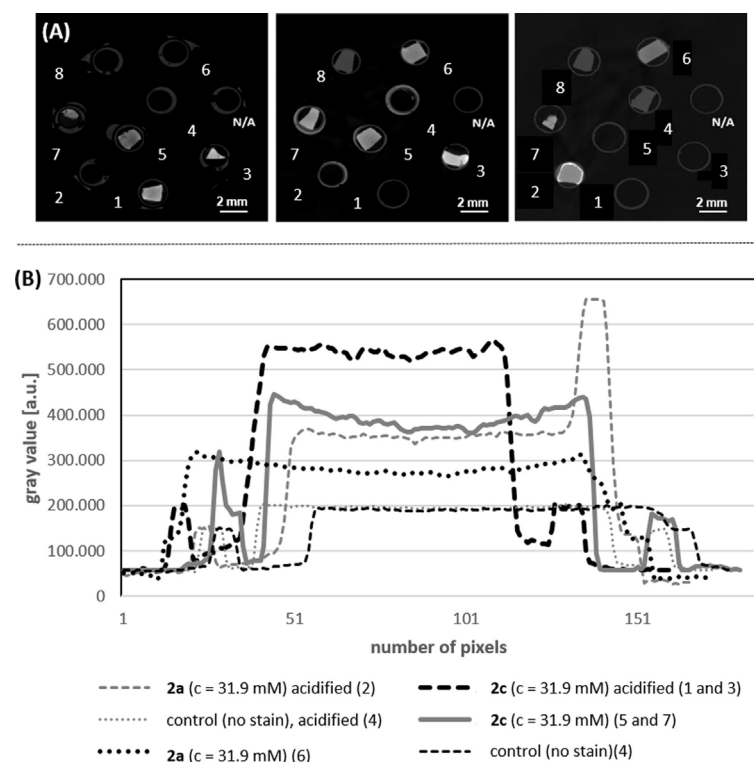 (A)
8
6
4
N/A
7
5
3
2
1
2 mm
8
6
4
N/A
7
5
3
2
1
2 mm
6
8
4
N/A
5
7
3
2
1
2 mm
(B)
700.000
600.000
500.000
400.000
300.000
200.000
100.000
0
gray value [a.u.]
1
51
101
151
number of pixels
2a (c = 31.9 mM) acidified (2)
2c (c = 31.9 mM) acidified (1 and 3)
control (no stain), acidified (4)
2c (c = 31.9 mM) (5 and 7)
2a (c = 31.9 mM) (6)
control (no stain)(4)